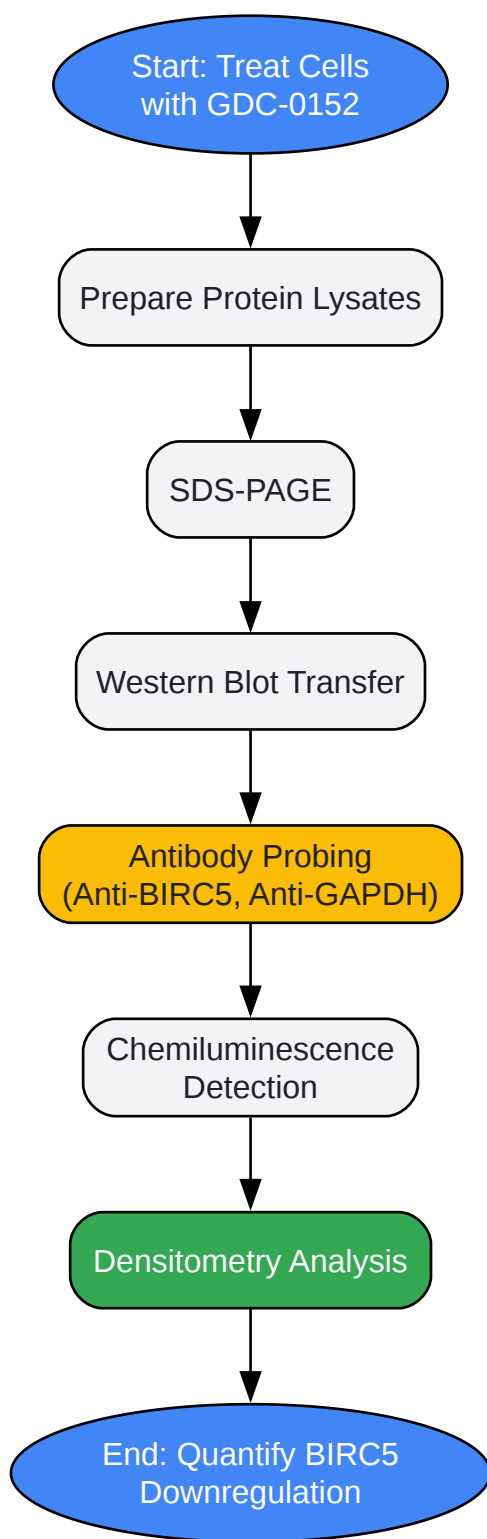 Start: Treat Cells
with GDC-0152
Prepare Protein Lysates
SDS-PAGE
Western Blot Transfer
Antibody Probing
(Anti-BIRC5, Anti-GAPDH)
Chemiluminescence
Detection
Densitometry Analysis
End: Quantify BIRC5
Downregulation